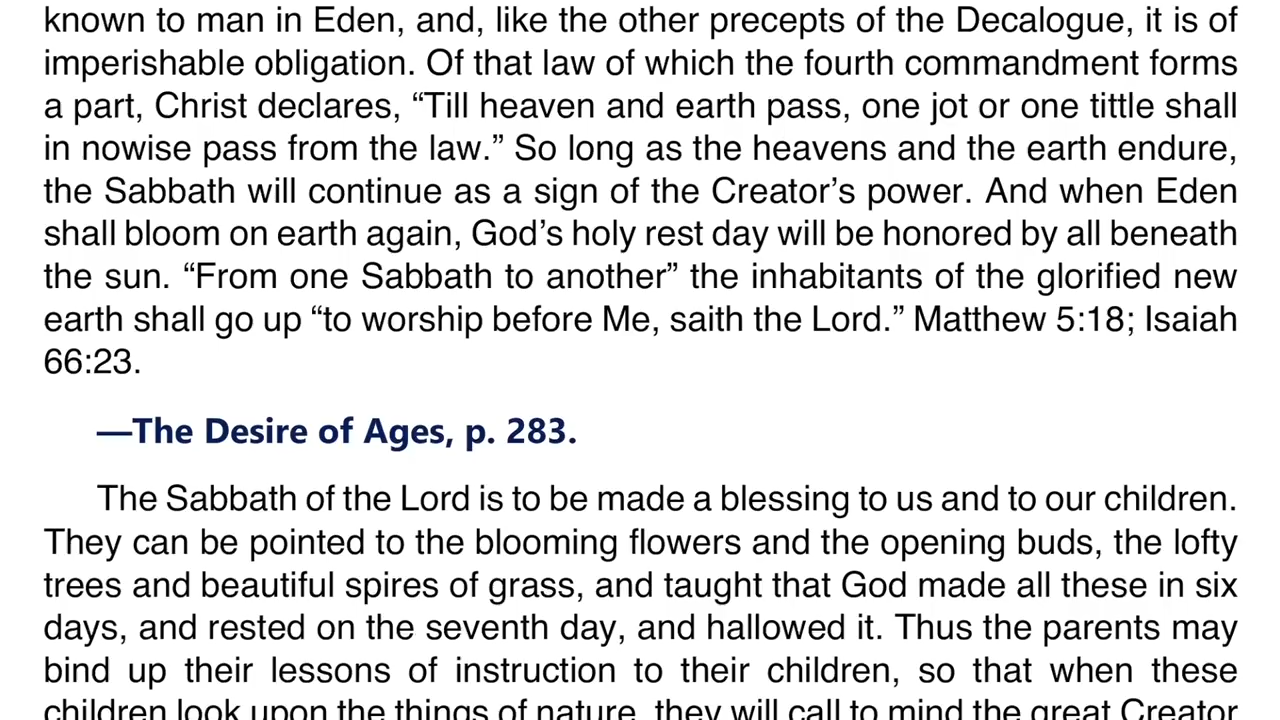 known to man in Eden, and, like the other precepts of the Decalogue, it is of
imperishable obligation. Of that law of which the fourth commandment forms
a part, Christ declares, “Till heaven and earth pass, one jot or one tittle shall
in nowise pass from the law.” So long as the heavens and the earth endure,
the Sabbath will continue as a sign of the Creator’s power. And when Eden
shall bloom on earth again, God’s holy rest day will be honored by all beneath
the sun. “From one Sabbath to another” the inhabitants of the glorified new
earth shall go up “to worship before Me, saith the Lord.” Matthew 5:18; Isaiah
66:23.
—The Desire of Ages, p. 283.
The Sabbath of the Lord is to be made a blessing to us and to our children.
They can be pointed to the blooming flowers and the opening buds, the lofty
trees and beautiful spires of grass, and taught that God made all these in six
days, and rested on the seventh day, and hallowed it. Thus the parents may
bind up their lessons of instruction to their children, so that when these
children look upon the things of nature, they will call to mind the great Creator